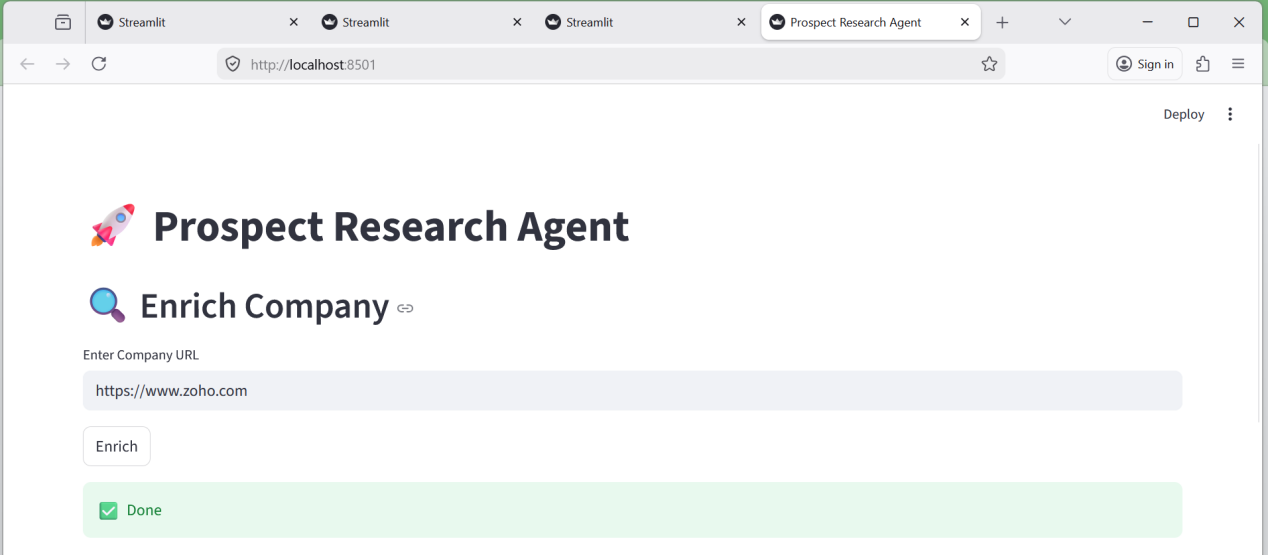 Streamlit
Streamlit
Streamlit
Prospect Research Agent
http://localhost:8501
Sign in
Deploy
Prospect Research Agent
Enrich Company
Enter Company URL
https://www.zoho.com
Enrich
Done